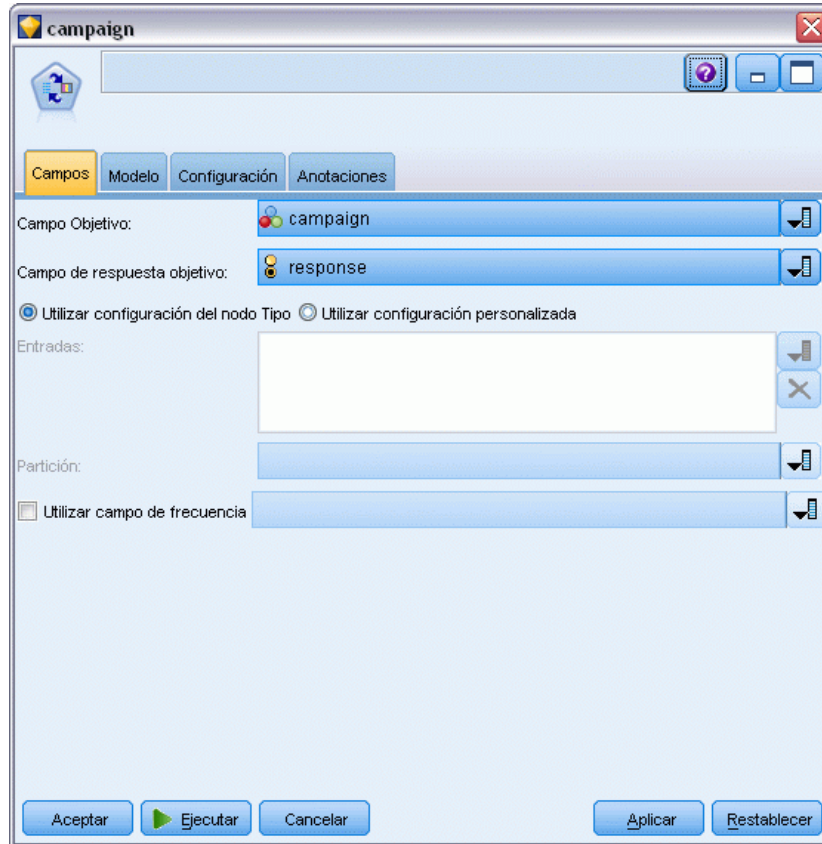 campaign
Campos Modelo Configuración Anotaciones
Campo Objetivo: campaign
Campo de respuesta objetivo: response
Utilizar configuración del nodo Tipo Utilizar configuración personalizada
Entradas:
Partición:
Utilizar campo de frecuencia
Aceptar Ejecutar Cancelar Aplicar Restablecer